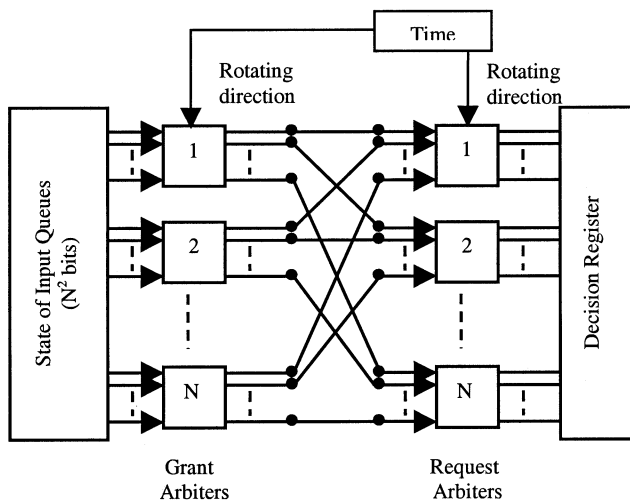 Time
Rotating
direction
Rotating
direction
State of Input Queues
(N² bits)
1
1
2
2
N
N
Decision Register
Grant
Arbiters
Request
Arbiters